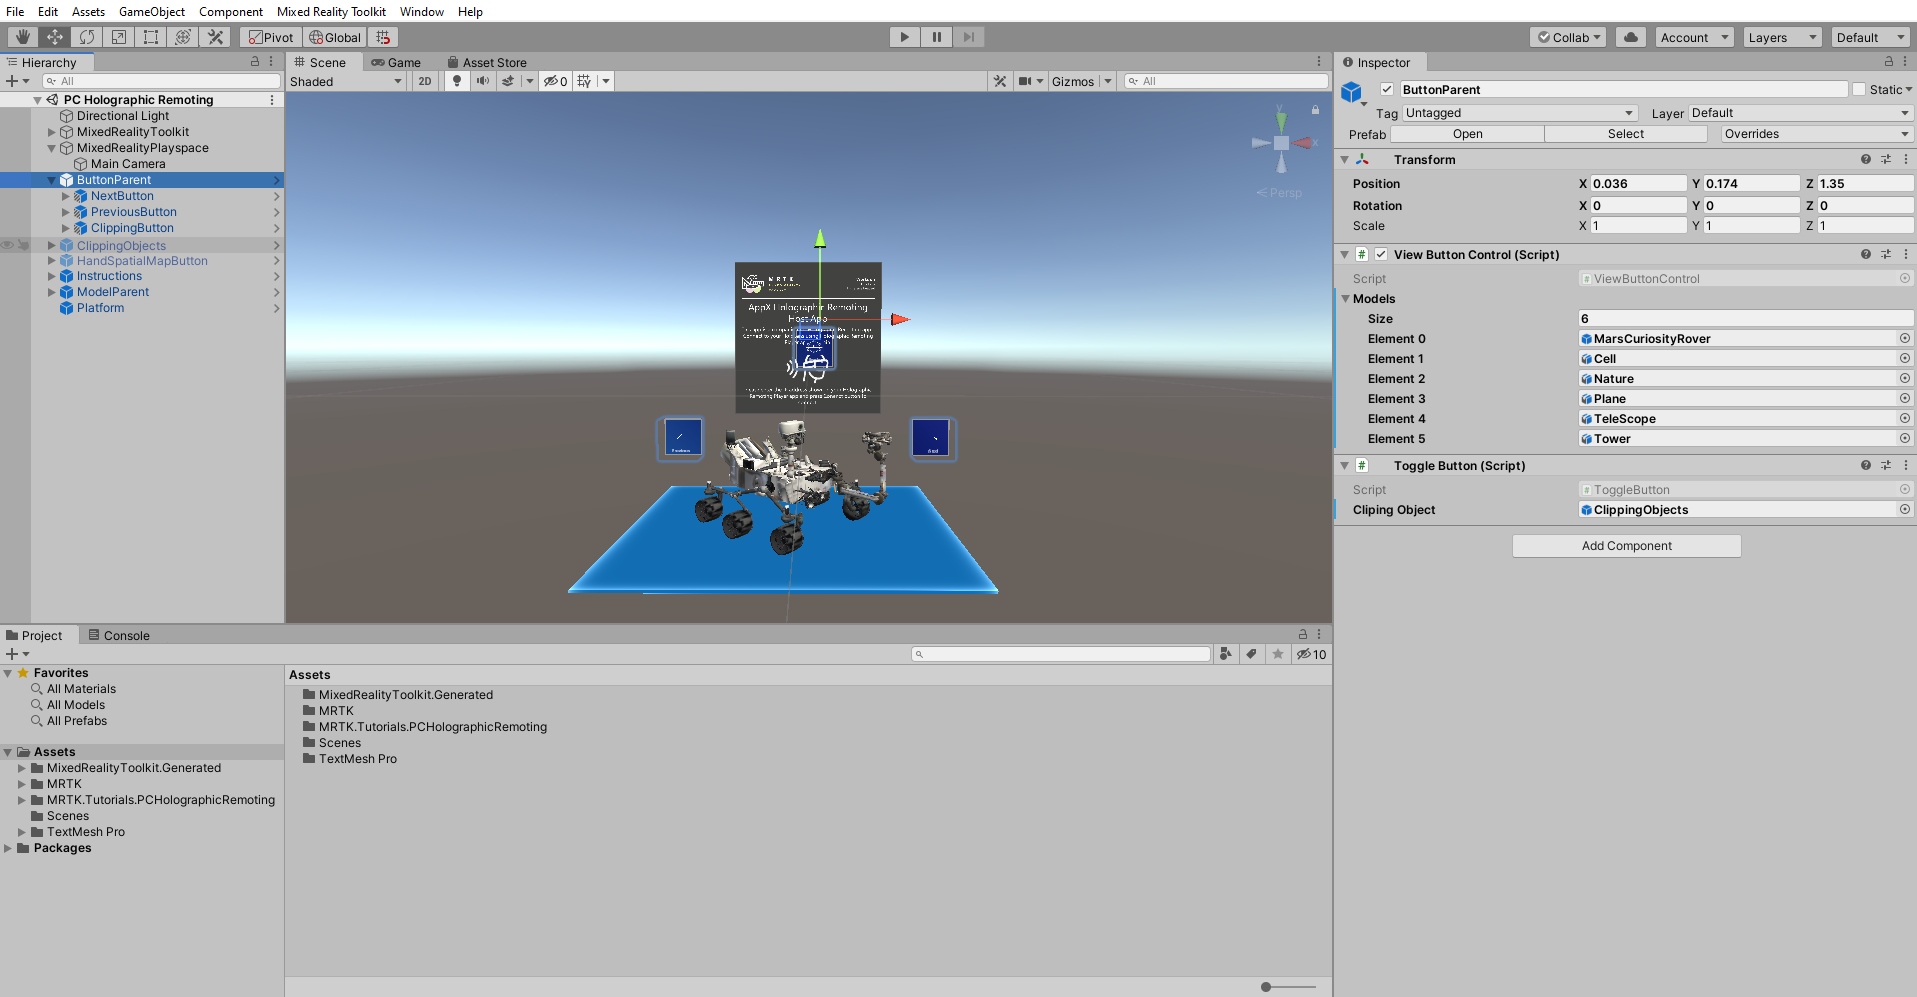 File Edit Assets GameObject Component Mixed Reality Toolkit Window Help
Pivot Global Collab Account Layers Default
Hierarchy
All
PC Holographic Remoting
Directional Light
MixedRealityToolkit
MixedRealityPlayspace
Main Camera
ButtonParent
NextButton
PreviousButton
ClippingButton
ClippingObjects
HandSpatialMapButton
Instructions
ModelParent
Platform
Scene Game Asset Store
Shaded 2D 0 Gizmos All
y
x
Persp
MRTK
AppX Holographic Remoting
Host App
Inspector
ButtonParent Static
Tag Untagged Layer Default
Prefab Open Select Overrides
Transform
Position X 0.036 Y 0.174 Z 1.35
Rotation X 0 Y 0 Z 0
Scale X 1 Y 1 Z 1
# View Button Control (Script)
Script # ViewButtonControl
Models
Size 6
Element 0 MarsCuriosityRover
Element 1 Cell
Element 2 Nature
Element 3 Plane
Element 4 TeleScope
Element 5 Tower
# Toggle Button (Script)
Script # ToggleButton
Cliping Object ClippingObjects
Add Component
Project Console
10
Favorites
All Materials
All Models
All Prefabs
Assets
MixedRealityToolkit.Generated
MRTK
MRTK.Tutorials.PCHolographicRemoting
Scenes
TextMesh Pro
Packages
Assets
MixedRealityToolkit.Generated
MRTK
MRTK.Tutorials.PCHolographicRemoting
Scenes
TextMesh Pro